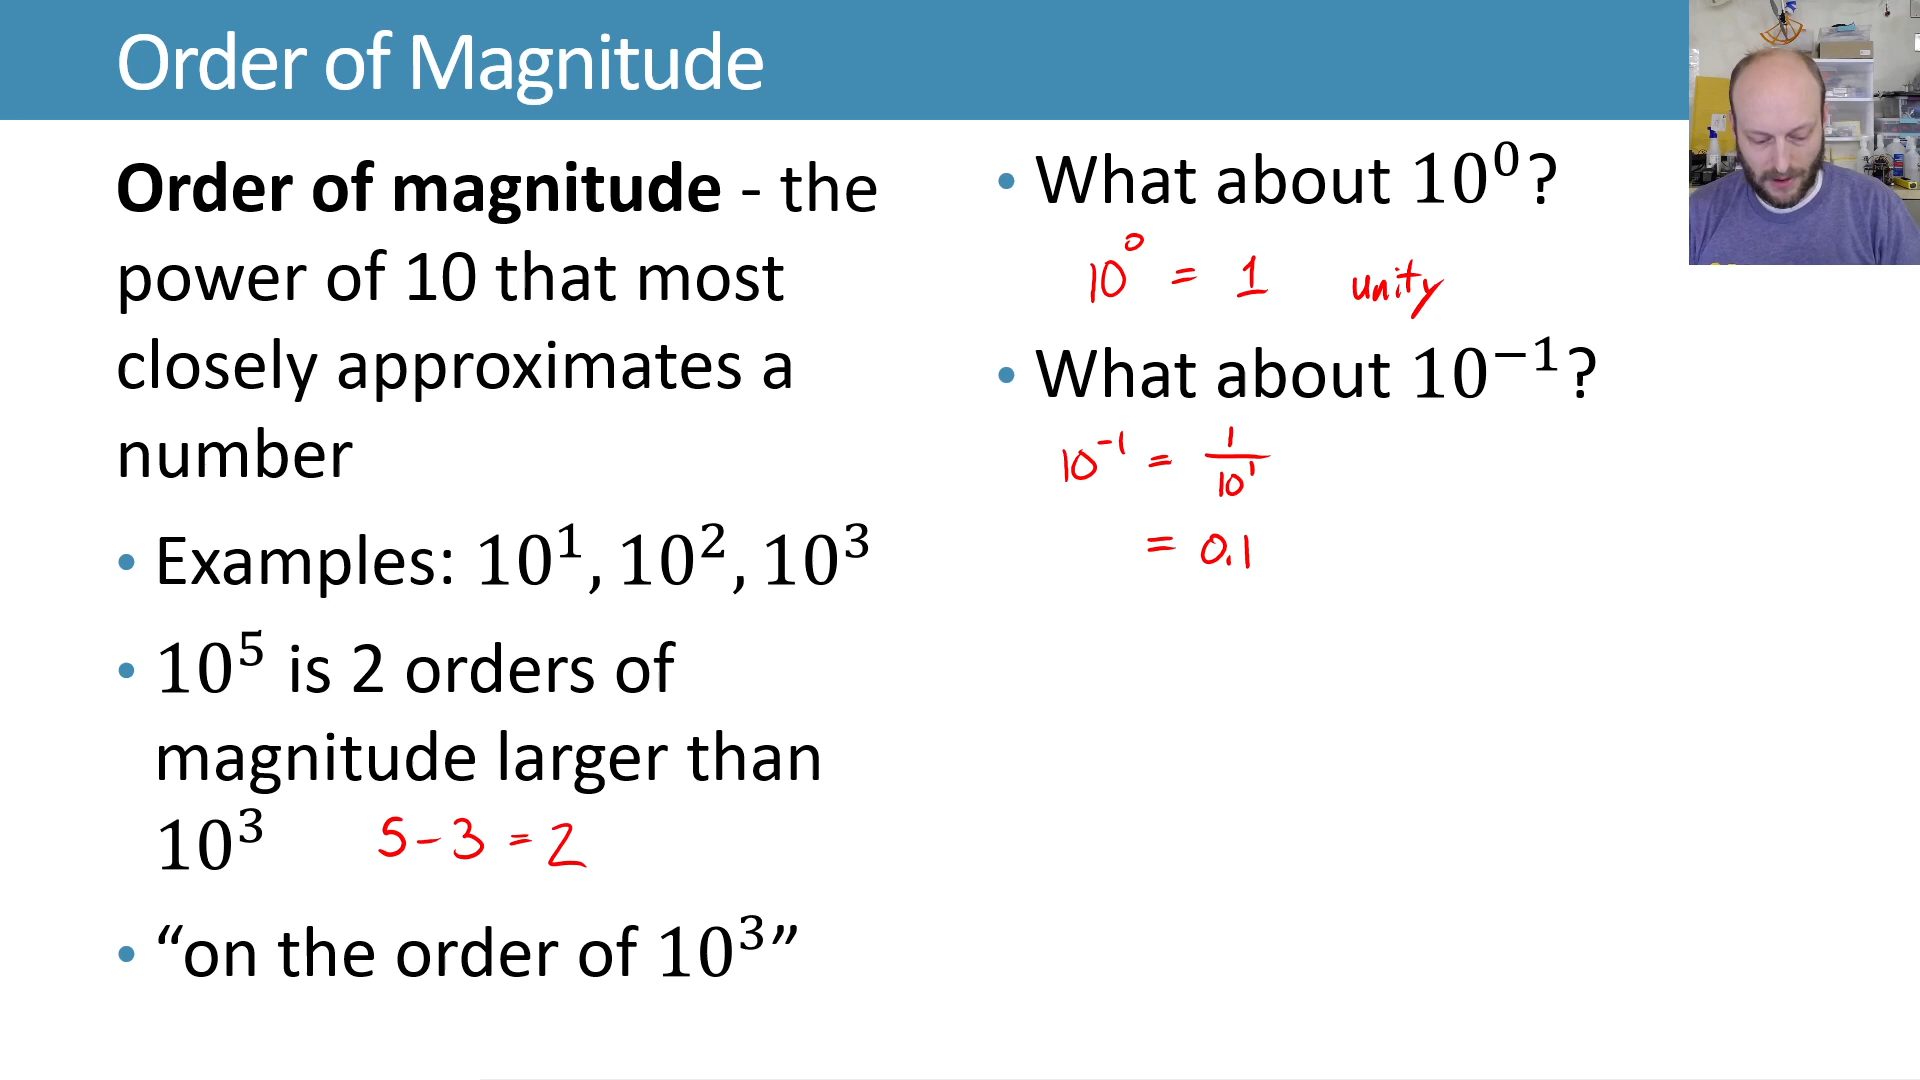 Order of Magnitude
Order of magnitude - the
power of 10 that most
closely approximates a
number
• Examples: 10¹, 10², 10³
• 10⁵ is 2 orders of
magnitude larger than
10³ 5 - 3 = 2
• “on the order of 10³”
• What about 10⁰?
10⁰ = 1 unity
• What about 10⁻¹?
10⁻¹ = 1/10¹
= 0.1